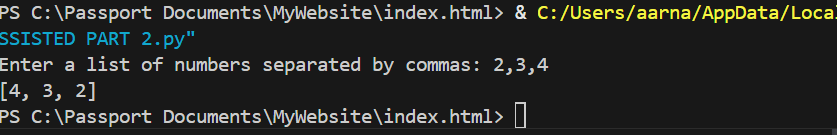 PS C:\Passport Documents\MyWebsite\index.html> & C:/Users/aarna/AppData/Loca
SSISTED PART 2.py"
Enter a list of numbers separated by commas: 2,3,4
[4, 3, 2]
PS C:\Passport Documents\MyWebsite\index.html>